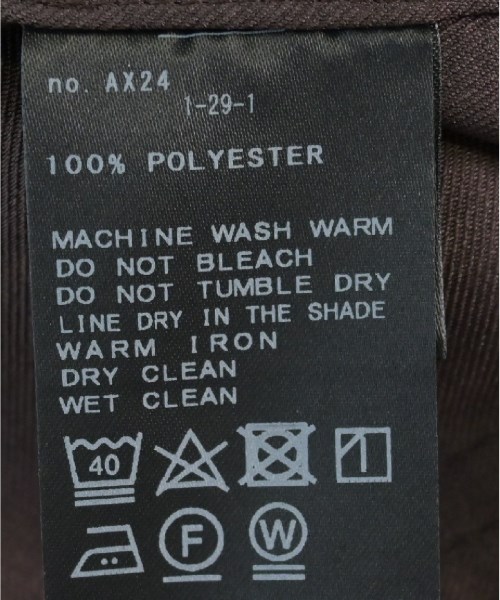 no. AX24
1-29-1
100% POLYESTER
MACHINE WASH WARM
DO NOT BLEACH
DO NOT TUMBLE DRY
LINE DRY IN THE SHADE
WARM IRON
DRY CLEAN
WET CLEAN
40
F W